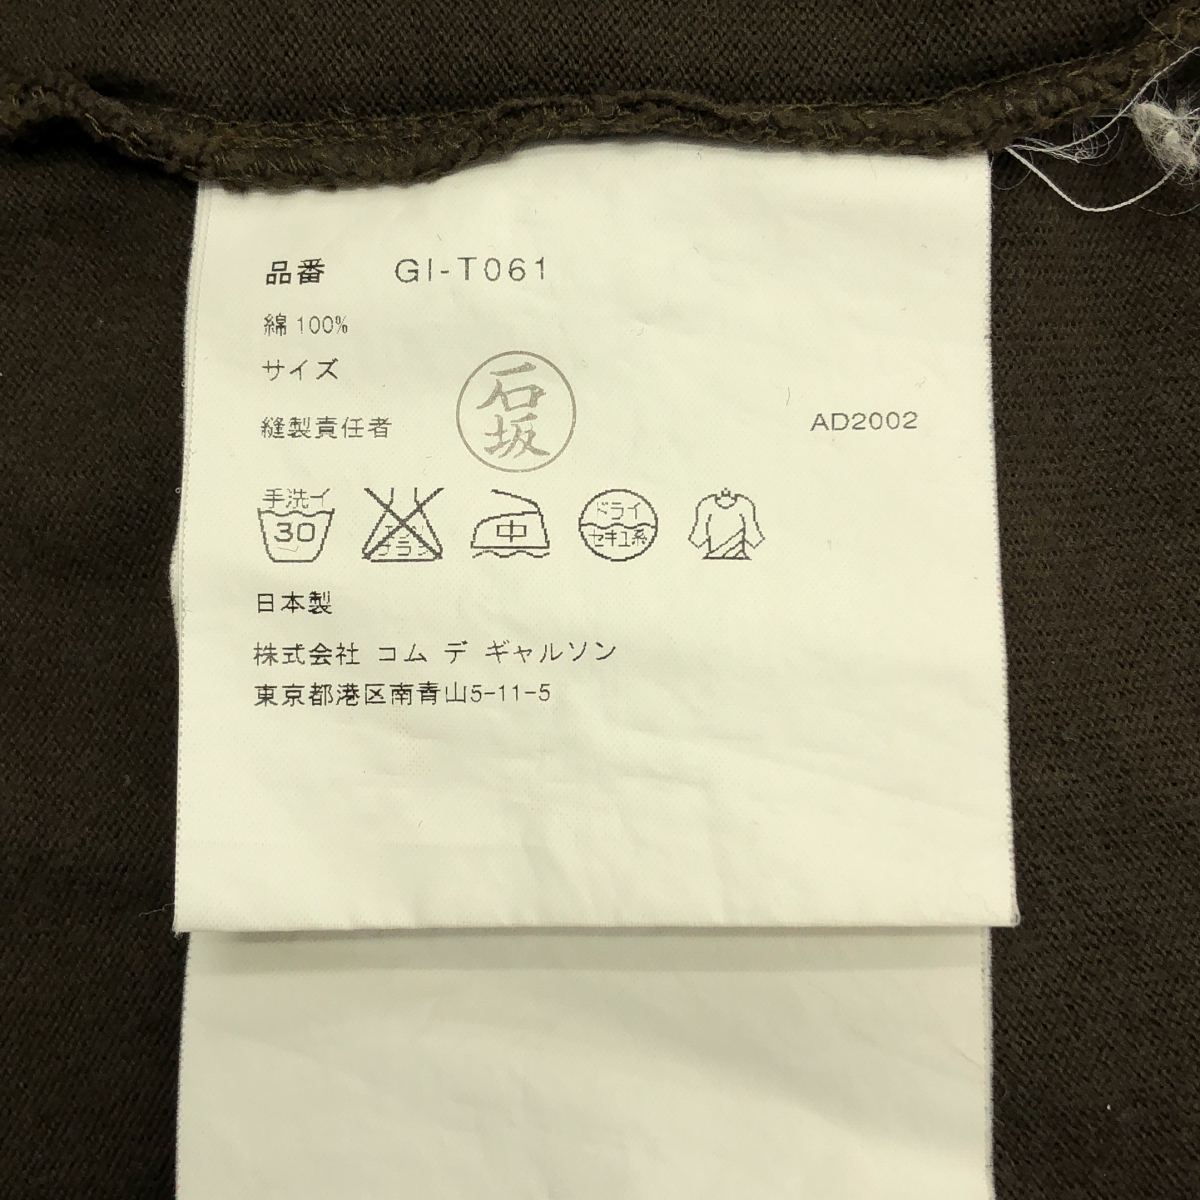 品番 GI-T061
綿 100%
サイズ
縫製責任者 石坂 AD2002
手洗イ 30 中 ドライ セキユ系
日本製
株式会社 コム デ ギャルソン
東京都港区南青山5-11-5